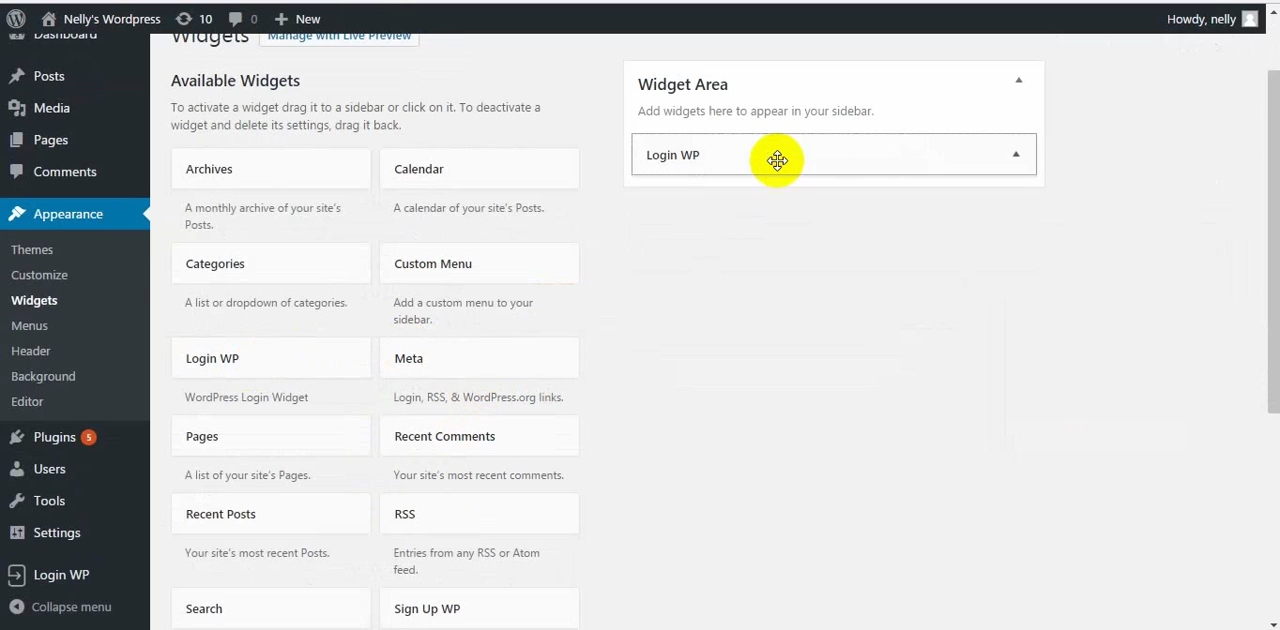 Nelly's Wordpress 10 0 New Howdy, nelly
Dashboard
Posts
Media
Pages
Comments
Appearance
Themes
Customize
Widgets
Menus
Header
Background
Editor
Plugins 5
Users
Tools
Settings
Login WP
Collapse menu
Widgets Manage with Live Preview
Available Widgets
To activate a widget drag it to a sidebar or click on it. To deactivate a
widget and delete its settings, drag it back.
Archives
A monthly archive of your site's
Posts.
Calendar
A calendar of your site's Posts.
Categories
A list or dropdown of categories.
Custom Menu
Add a custom menu to your
sidebar.
Login WP
WordPress Login Widget
Meta
Login, RSS, & WordPress.org links.
Pages
A list of your site's Pages.
Recent Comments
Your site's most recent comments.
Recent Posts
Your site's most recent Posts.
RSS
Entries from any RSS or Atom
feed.
Search
Sign Up WP
Widget Area
Add widgets here to appear in your sidebar.
Login WP